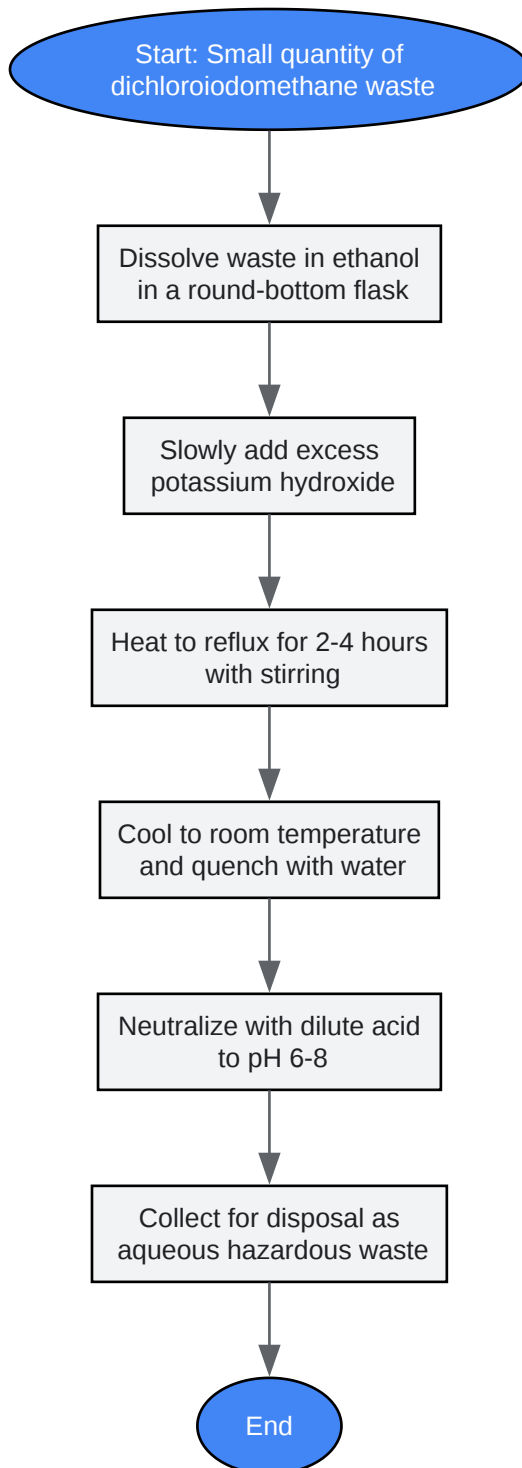 Start: Small quantity of
dichloroiodomethane waste
Dissolve waste in ethanol
in a round-bottom flask
Slowly add excess
potassium hydroxide
Heat to reflux for 2-4 hours
with stirring
Cool to room temperature
and quench with water
Neutralize with dilute acid
to pH 6-8
Collect for disposal as
aqueous hazardous waste
End